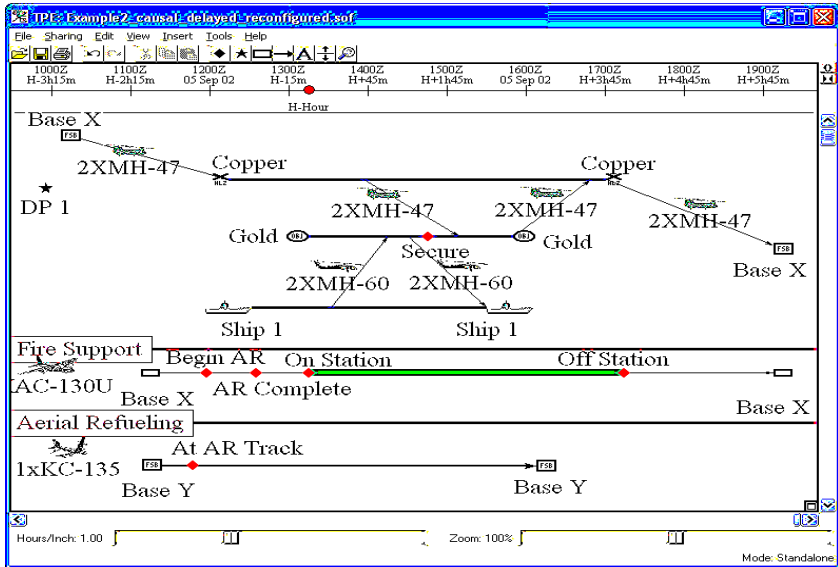 TPE: Example2_causal_delayed_reconfigured.sof
File Sharing Edit View Insert Tools Help
1000Z 1100Z 1200Z 1300Z 1400Z 1500Z 1600Z 1700Z 1800Z 1900Z
H-3h15m H-2h15m 05 Sep 02 H-15m H+45m H+1h45m 05 Sep 02 H+3h45m H+4h45m H+5h45m
H-Hour
Base X
FSB
Copper Copper
2XMH-47
HLZ HLZ
DP 1
2XMH-47 2XMH-47 2XMH-47
Gold OBJ OBJ Gold
Secure
FSB
Base X
2XMH-60 2XMH-60
Ship 1 Ship 1
Fire Support
Begin AR On Station Off Station
AC-130U
AR Complete
Base X Base X
Aerial Refueling
At AR Track
1xKC-135
FSB FSB
Base Y Base Y
Hours/Inch: 1.00 Zoom: 100%
Mode: Standalone